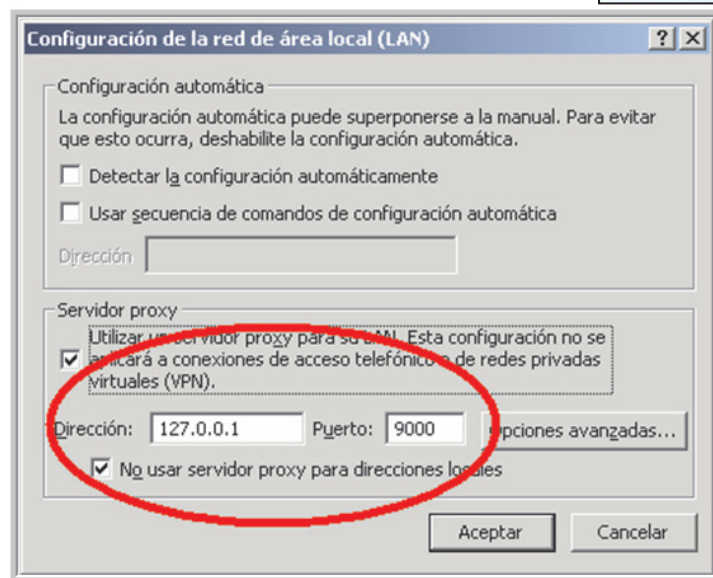 Configuración de la red de área local (LAN)
Configuración automática
La configuración automática puede superponerse a la manual. Para evitar
que esto ocurra, deshabilite la configuración automática.
Detectar la configuración automáticamente
Usar secuencia de comandos de configuración automática
Dirección
Servidor proxy
Utilizar un servidor proxy para su LAN. Esta configuración no se
aplicará a conexiones de acceso telefónico o de redes privadas
virtuales (VPN).
Dirección: 127.0.0.1 Puerto: 9000 Opciones avanzadas...
No usar servidor proxy para direcciones locales
Aceptar Cancelar